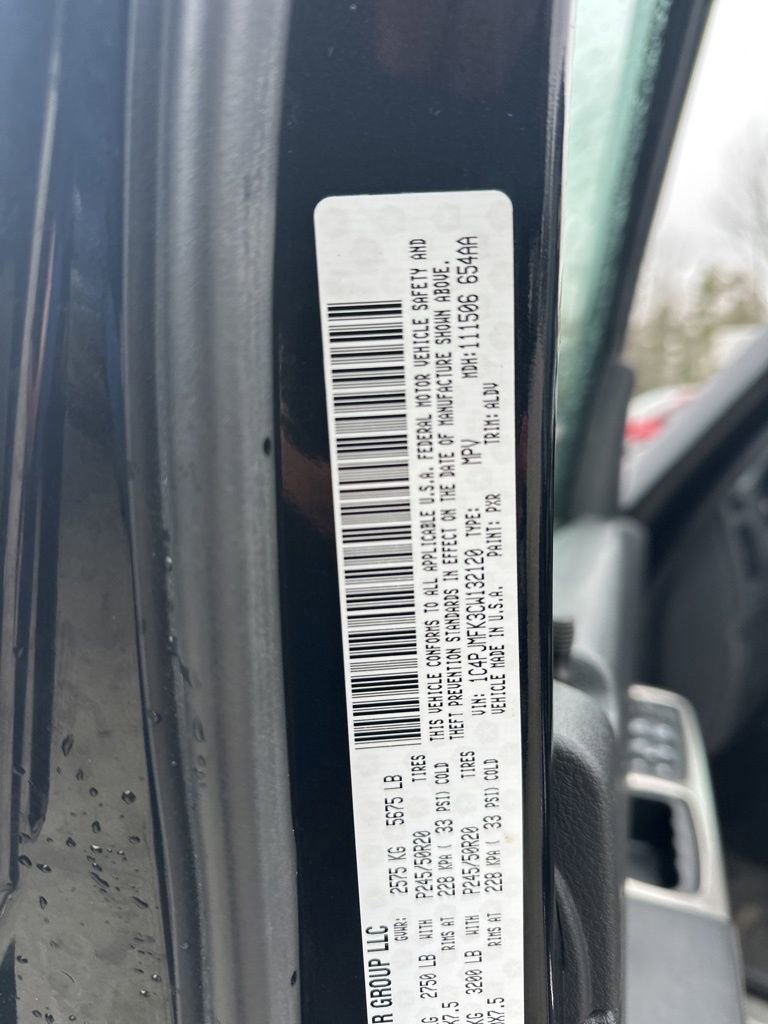 R GROUP LLC
GVWR: 2575 KG 5675 LB
2750 LB WITH P245/50R20 TIRES
X7.5 RIMS AT 228 KPA ( 33 PSI) COLD
KG 3200 LB WITH P245/50R20 TIRES
X7.5 RIMS AT 228 KPA ( 33 PSI) COLD
THIS VEHICLE CONFORMS TO ALL APPLICABLE U.S.A. FEDERAL MOTOR VEHICLE SAFETY AND
THEFT PREVENTION STANDARDS IN EFFECT ON THE DATE OF MANUFACTURE SHOWN ABOVE.
VIN: 1C4PJMFK3CW132120 TYPE: MPV MDH: 111506 654AA
VEHICLE MADE IN U.S.A. PAINT: PXR TRIM: ALDV